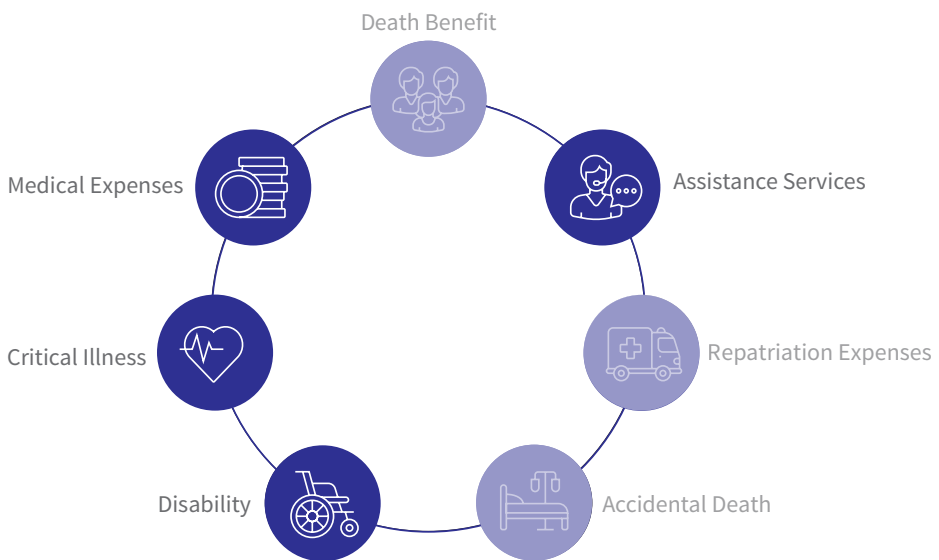 Death Benefit
Medical Expenses
Assistance Services
Critical Illness
Repatriation Expenses
Disability
Accidental Death